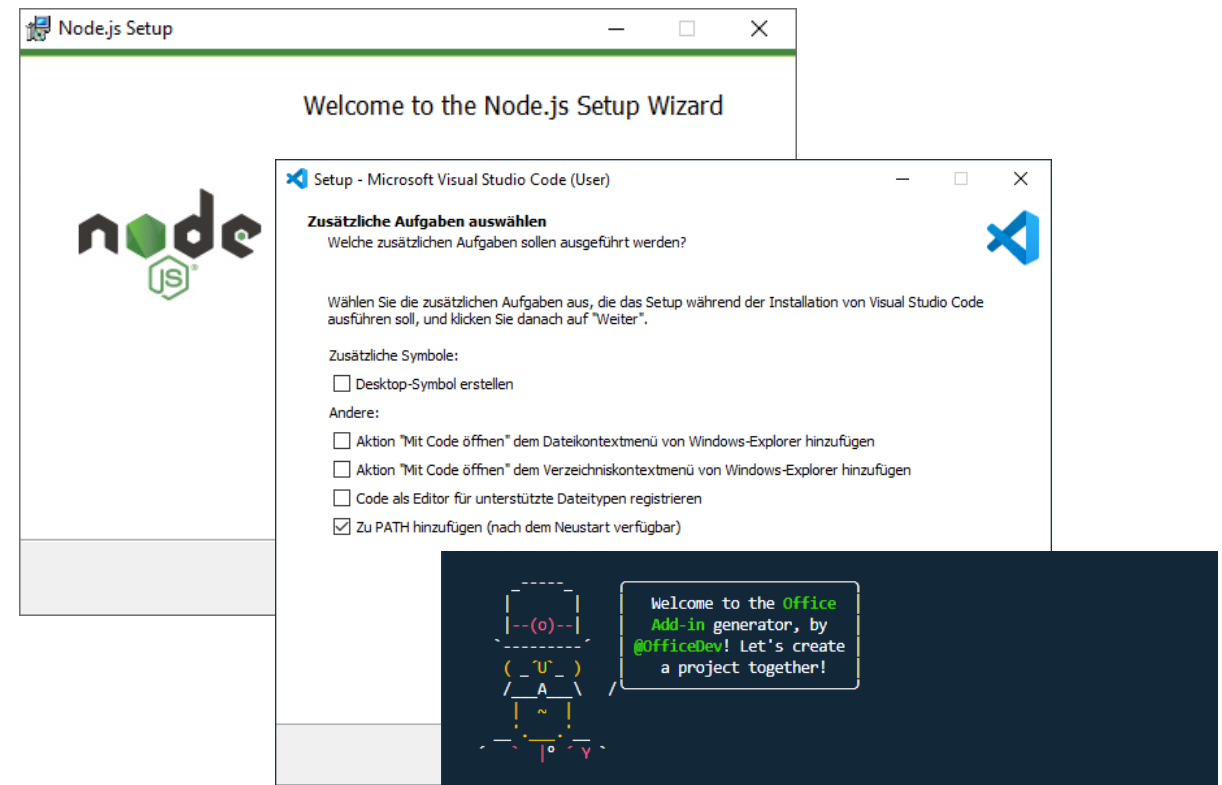 Node.js Setup
Welcome to the Node.js Setup Wizard
node
JS
Setup - Microsoft Visual Studio Code (User)
Zusätzliche Aufgaben auswählen
Welche zusätzlichen Aufgaben sollen ausgeführt werden?
Wählen Sie die zusätzlichen Aufgaben aus, die das Setup während der Installation von Visual Studio Code
ausführen soll, und klicken Sie danach auf "Weiter".
Zusätzliche Symbole:
Desktop-Symbol erstellen
Andere:
Aktion "Mit Code öffnen" dem Dateikontextmenü von Windows-Explorer hinzufügen
Aktion "Mit Code öffnen" dem Verzeichniskontextmenü von Windows-Explorer hinzufügen
Code als Editor für unterstützte Dateitypen registrieren
Zu PATH hinzufügen (nach dem Neustart verfügbar)
Welcome to the Office
Add-in generator, by
@OfficeDev! Let's create
a project together!